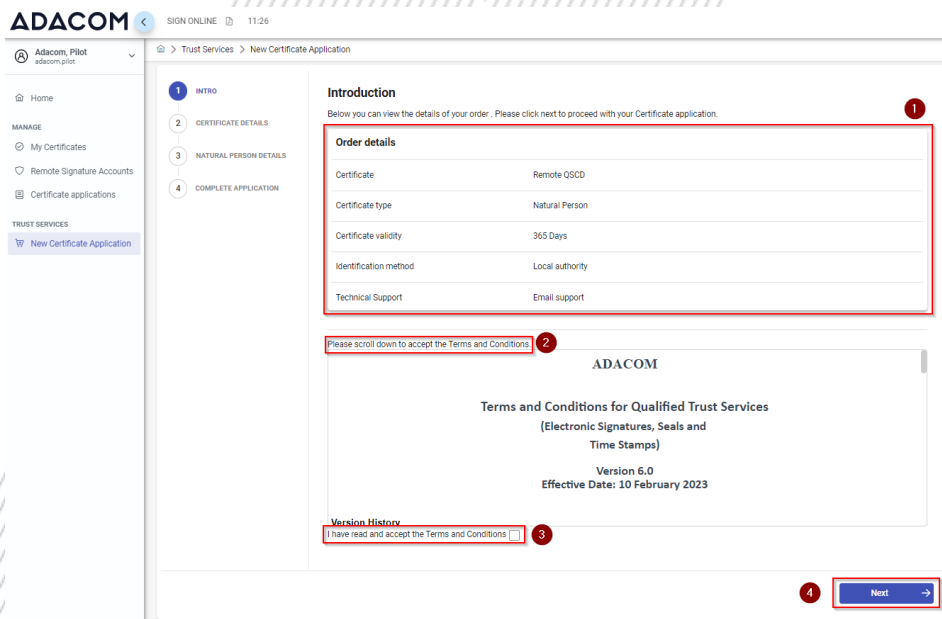 ADACOM
SIGN ONLINE 11:26
Adacom, Pilot
adacom.pilot
Trust Services > New Certificate Application
Home
MANAGE
My Certificates
Remote Signature Accounts
Certificate applications
TRUST SERVICES
New Certificate Application
1 INTRO
2 CERTIFICATE DETAILS
3 NATURAL PERSON DETAILS
4 COMPLETE APPLICATION
Introduction
Below you can view the details of your order . Please click next to proceed with your Certificate application.
1
Order details
Certificate Remote QSCD
Certificate type Natural Person
Certificate validity 365 Days
Identification method Local authority
Technical Support Email support
Please scroll down to accept the Terms and Conditions.
2
ADACOM
Terms and Conditions for Qualified Trust Services
(Electronic Signatures, Seals and
Time Stamps)
Version 6.0
Effective Date: 10 February 2023
Version History
I have read and accept the Terms and Conditions
3
4
Next